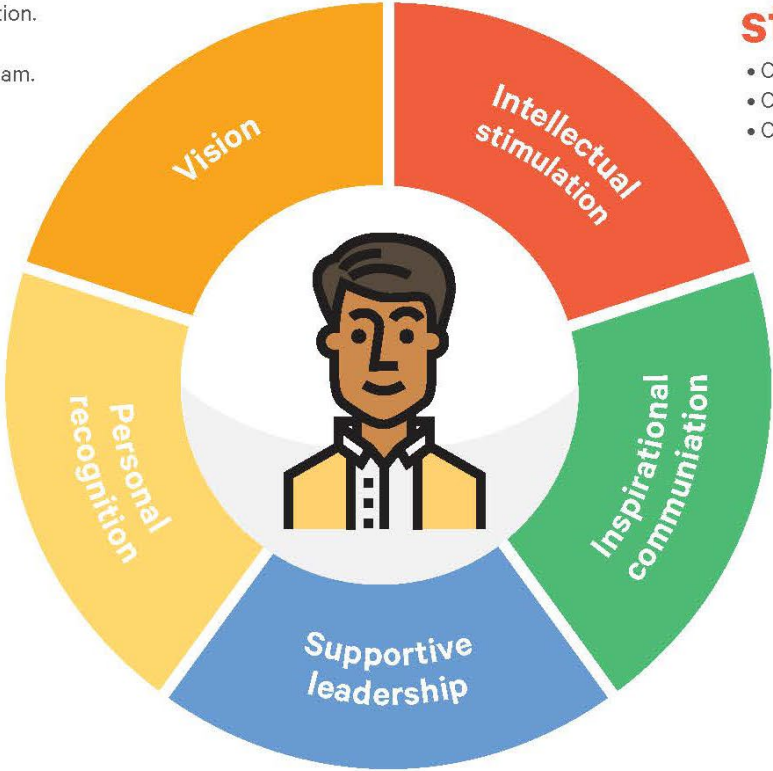 Vision
Intellectual
stimulation
Personal
recognition
Inspirational
communiation
Supportive
leadership